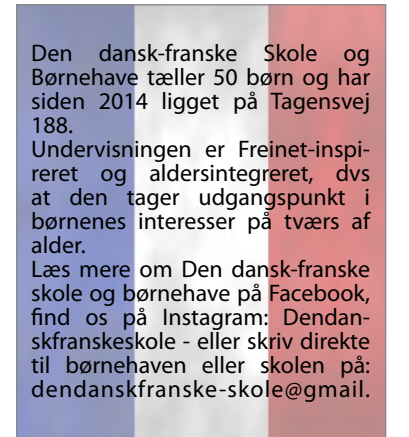 Den dansk-franske Skole og
Børnehave tæller 50 børn og har
siden 2014 ligget på Tagensvej
188.
Undervisningen er Freinet-inspi-
reret og aldersintegreret, dvs
at den tager udgangspunkt i
børnenes interesser på tværs af
alder.
Læs mere om Den dansk-franske
skole og børnehave på Facebook,
find os på Instagram: Dendan-
skfranskeskole - eller skriv direkte
til børnehaven eller skolen på:
dendanskfranske-skole@gmail.